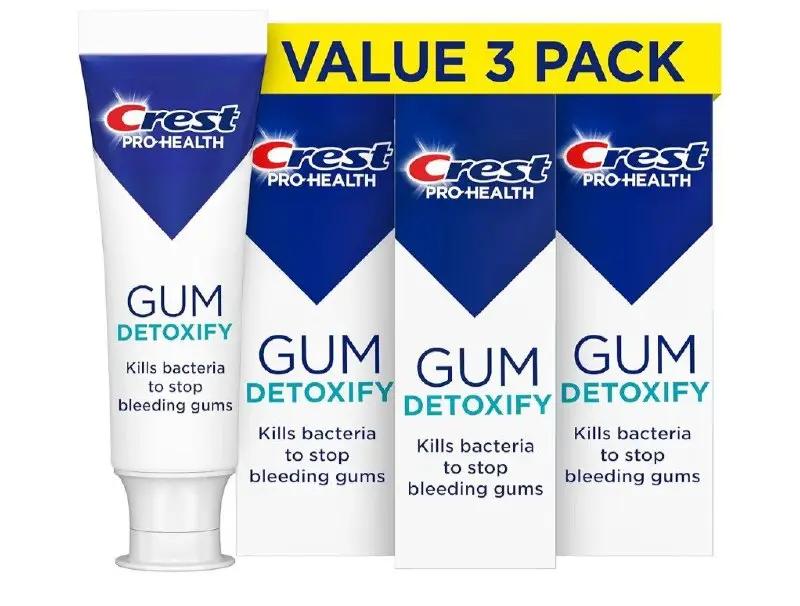 VALUE 3 PACK
Crest
PRO-HEALTH
GUM
DETOXIFY
Kills bacteria
to stop
bleeding gums
Crest
PRO-HEALTH
GUM
DETOXIFY
Kills bacteria
to stop
bleeding gums
Crest
PRO-HEALTH
GUM
DETOXIFY
Kills bacteria
to stop
bleeding gums
Crest
PRO-HEALTH
GUM
DETOXIFY
Kills bacteria
to stop
bleeding gums